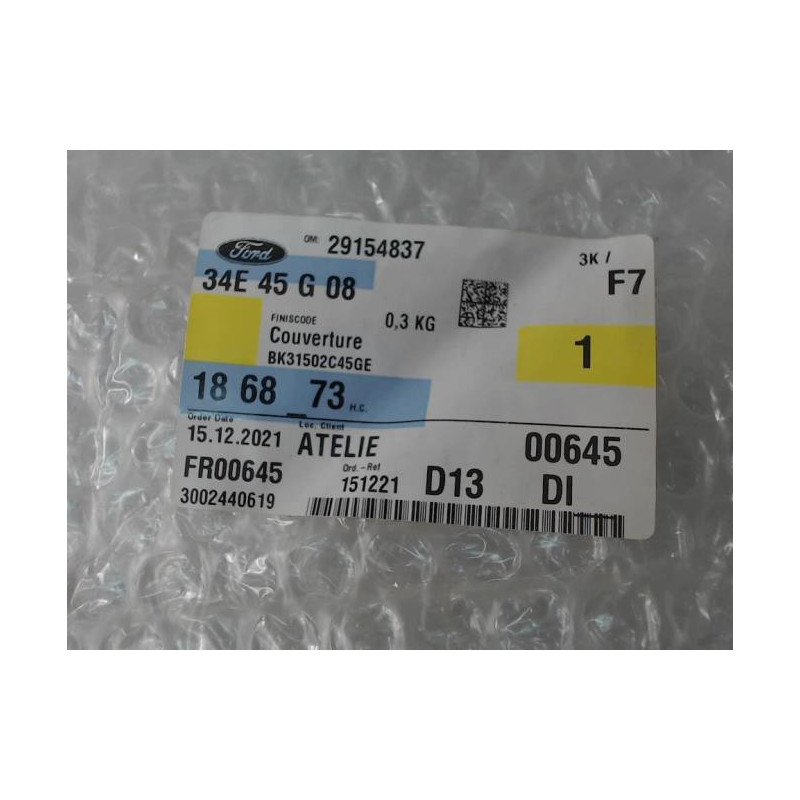 Ford OM: 29154837 3K / F7
34E 45 G 08
FINISCODE 0,3 KG
Couverture 1
BK31502C45GE
18 68 73 H.C.
Order Date Loc. Client
15.12.2021 ATELIE 00645
FR00645 Ord.-Ref D13 DI
3002440619 151221